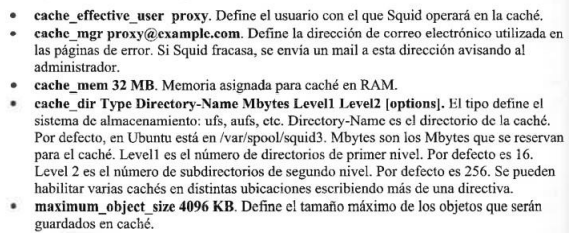 • cache_effective_user proxy. Define el usuario con el que Squid operará en la caché.
• cache_mgr proxy@example.com. Define la dirección de correo electrónico utilizada en
las páginas de error. Si Squid fracasa, se envía un mail a esta dirección avisando al
administrador.
• cache_mem 32 MB. Memoria asignada para caché en RAM.
• cache_dir Type Directory-Name Mbytes Level1 Level2 [options]. El tipo define el
sistema de almacenamiento: ufs, aufs, etc. Directory-Name es el directorio de la caché.
Por defecto, en Ubuntu está en /var/spool/squid3. Mbytes son los Mbytes que se reservan
para el caché. Level1 es el número de directorios de primer nivel. Por defecto es 16.
Level 2 es el número de subdirectorios de segundo nivel. Por defecto es 256. Se pueden
habilitar varias cachés en distintas ubicaciones escribiendo más de una directiva.
• maximum_object_size 4096 KB. Define el tamaño máximo de los objetos que serán
guardados en caché.